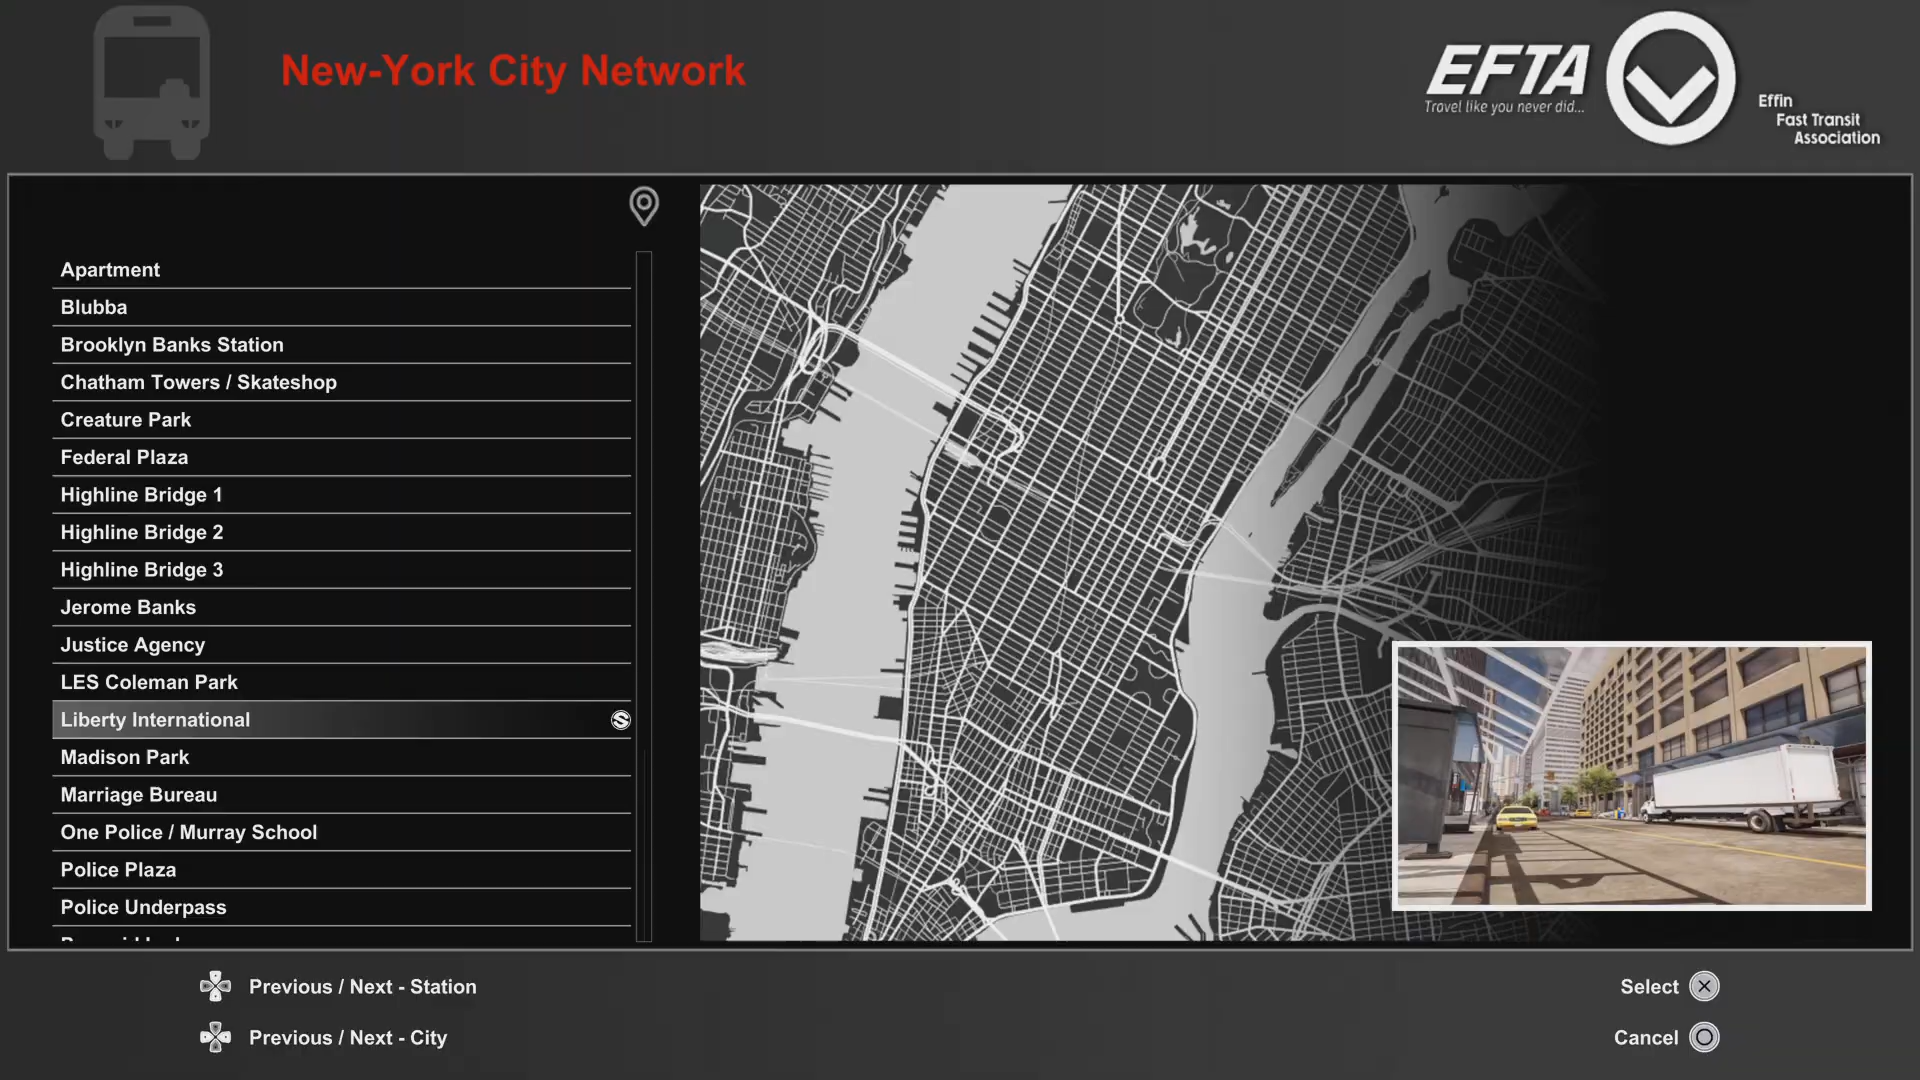 New-York City Network
EFTA
Travel like you never did...
Effin
Fast Transit
Association
Apartment
Blubba
Brooklyn Banks Station
Chatham Towers / Skateshop
Creature Park
Federal Plaza
Highline Bridge 1
Highline Bridge 2
Highline Bridge 3
Jerome Banks
Justice Agency
LES Coleman Park
Liberty International
Madison Park
Marriage Bureau
One Police / Murray School
Police Plaza
Police Underpass
Previous / Next - Station
Select
Previous / Next - City
Cancel